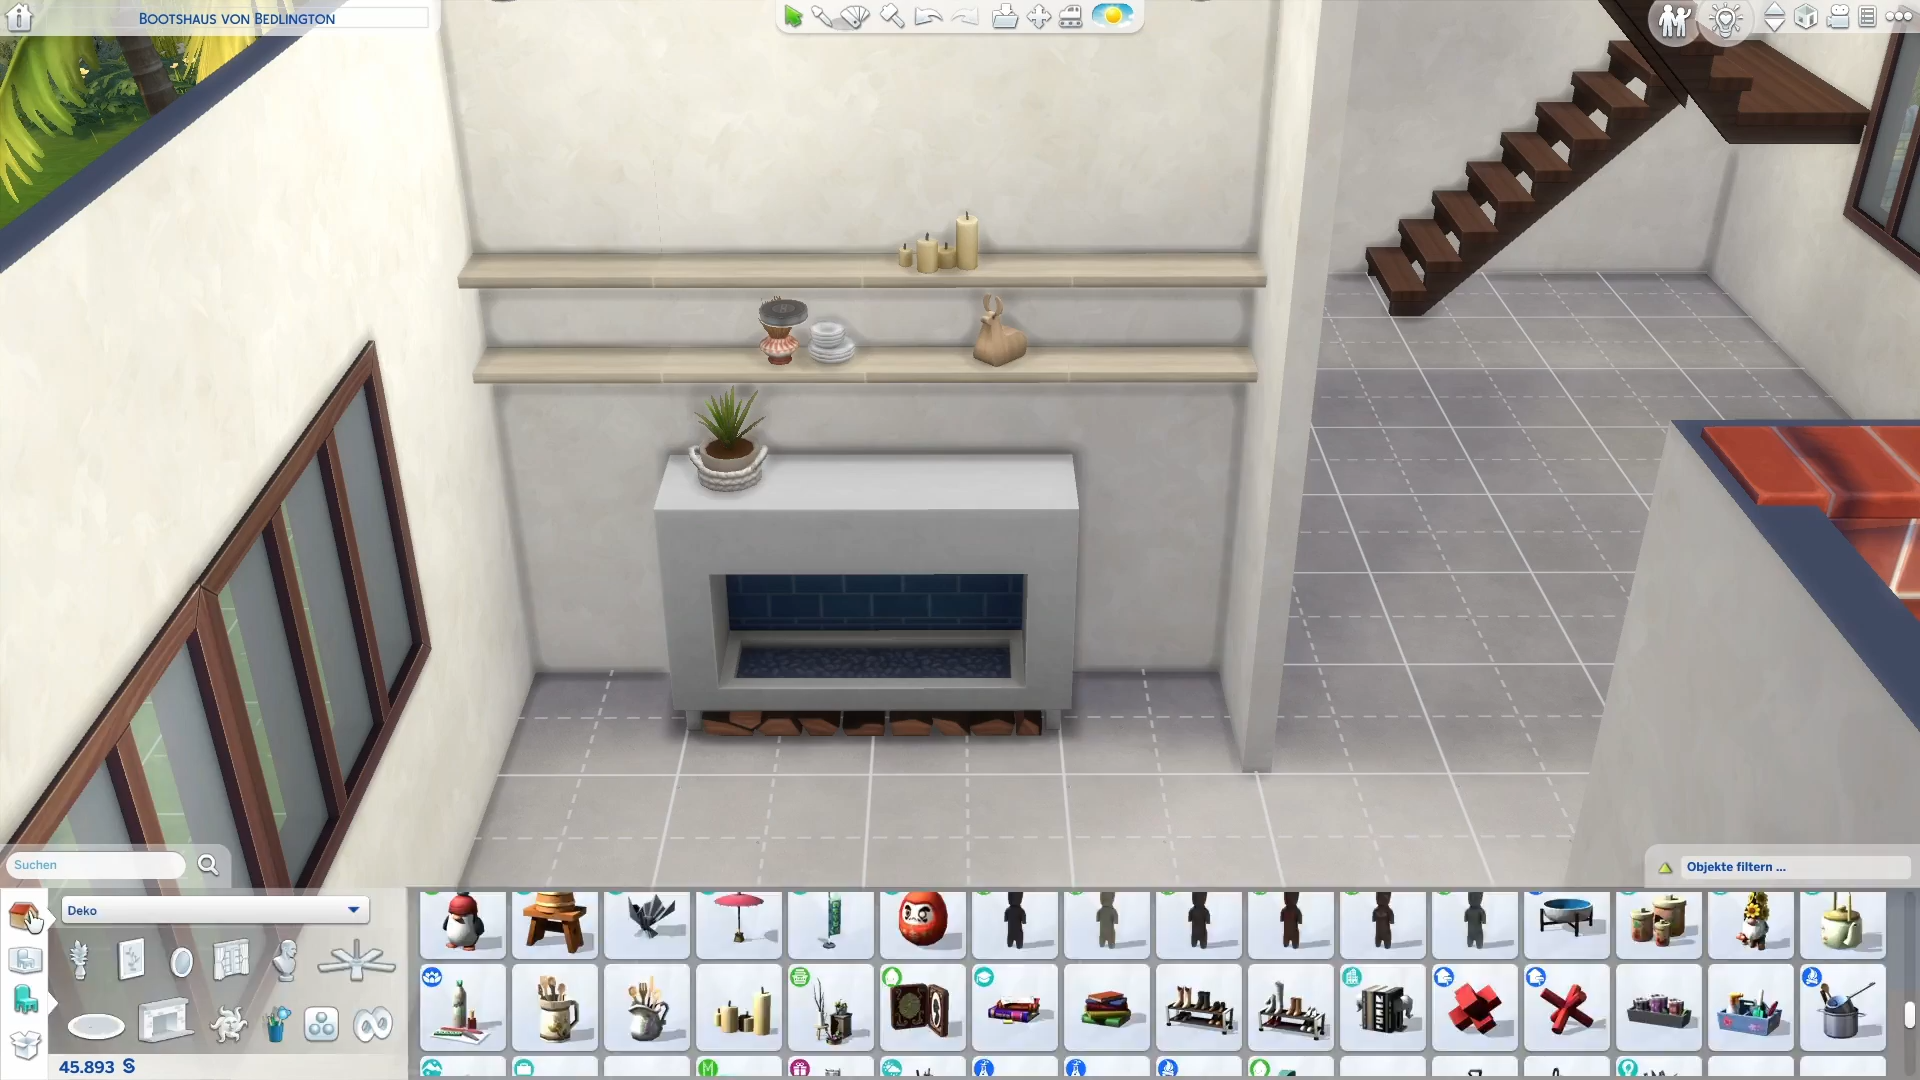 Bootshaus von Bedlington
Suchen
Objekte filtern ...
Deko
45.893 S